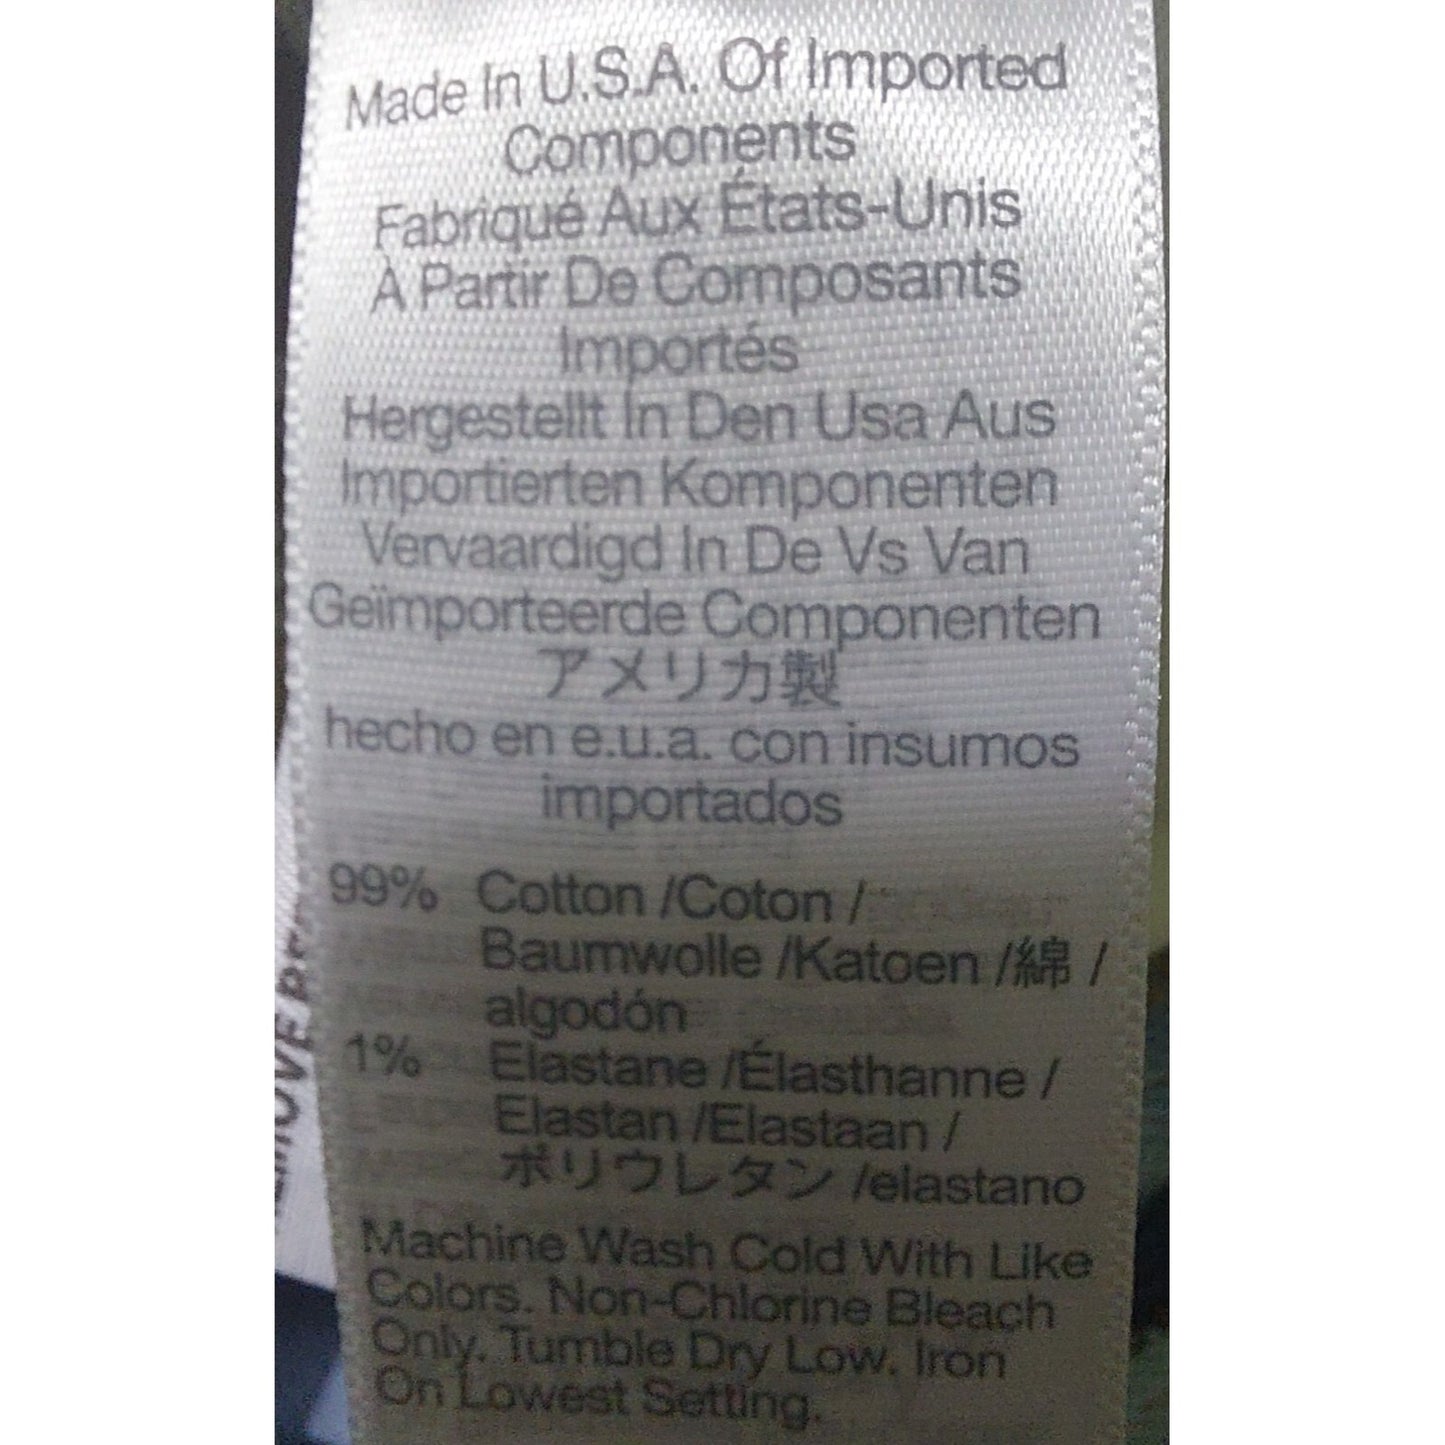 Made In U.S.A. Of Imported
Components
Fabriqué Aux États-Unis
À Partir De Composants
Importés
Hergestellt In Den Usa Aus
Importierten Komponenten
Vervaardigd In De Vs Van
Geïmporteerde Componenten
アメリカ製
hecho en e.u.a. con insumos
importados
99% Cotton /Coton /
Baumwolle /Katoen /綿 /
algodón
1% Elastane /Élasthanne /
Elastan /Elastaan /
ポリウレタン /elastano
Machine Wash Cold With Like
Colors. Non-Chlorine Bleach
Only. Tumble Dry Low. Iron
On Lowest Setting.